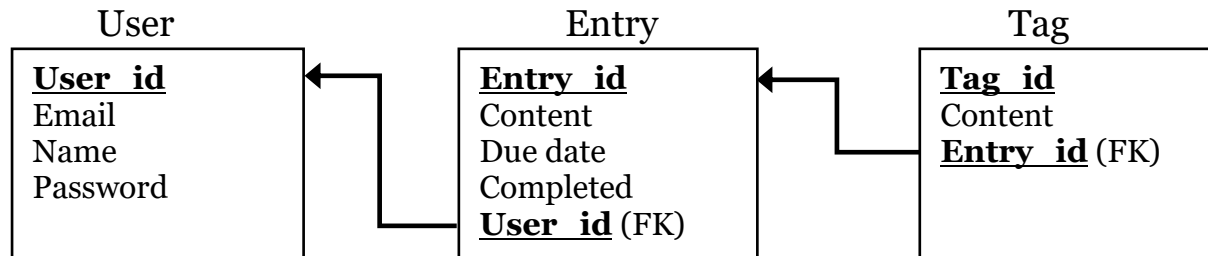 User
User_id
Email
Name
Password
Entry
Entry_id
Content
Due date
Completed
User_id (FK)
Tag
Tag_id
Content
Entry_id (FK)